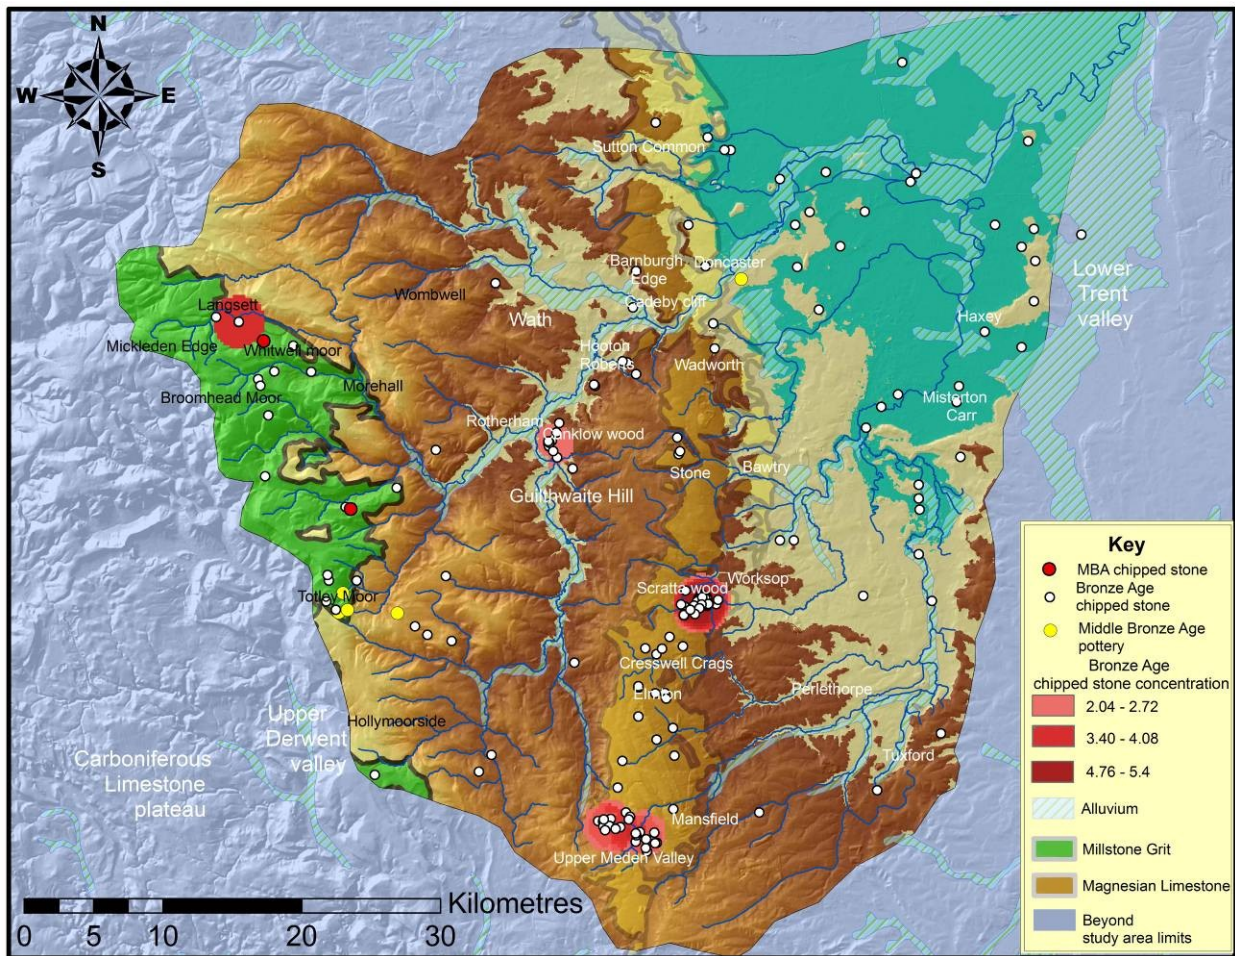 N
W
E
S
Sutton Common
Barnburgh
Edge
Doncaster
Lower
Trent
valley
Langsett
Wombwell
Cadeby cliff
Wath
Haxey
Mickleden Edge
Whitwell moor
Hooton
Roberts
Wadworth
Morehall
Broomhead Moor
Misterton
Carr
Rotherham
Canklow wood
Stone
Bawtry
Guilthwaite Hill
Scratta wood
Worksop
Totley Moor
Cresswell Crags
Elmton
Perlethorpe
Hollymoorside
Upper
Derwent
valley
Carboniferous
Limestone
plateau
Tuxford
Mansfield
Upper Meden Valley
Kilometres
0 5 10 20 30
Key
MBA chipped stone
Bronze Age
chipped stone
Middle Bronze Age
pottery
Bronze Age
chipped stone concentration
2.04 - 2.72
3.40 - 4.08
4.76 - 5.4
Alluvium
Millstone Grit
Magnesian Limestone
Beyond
study area limits